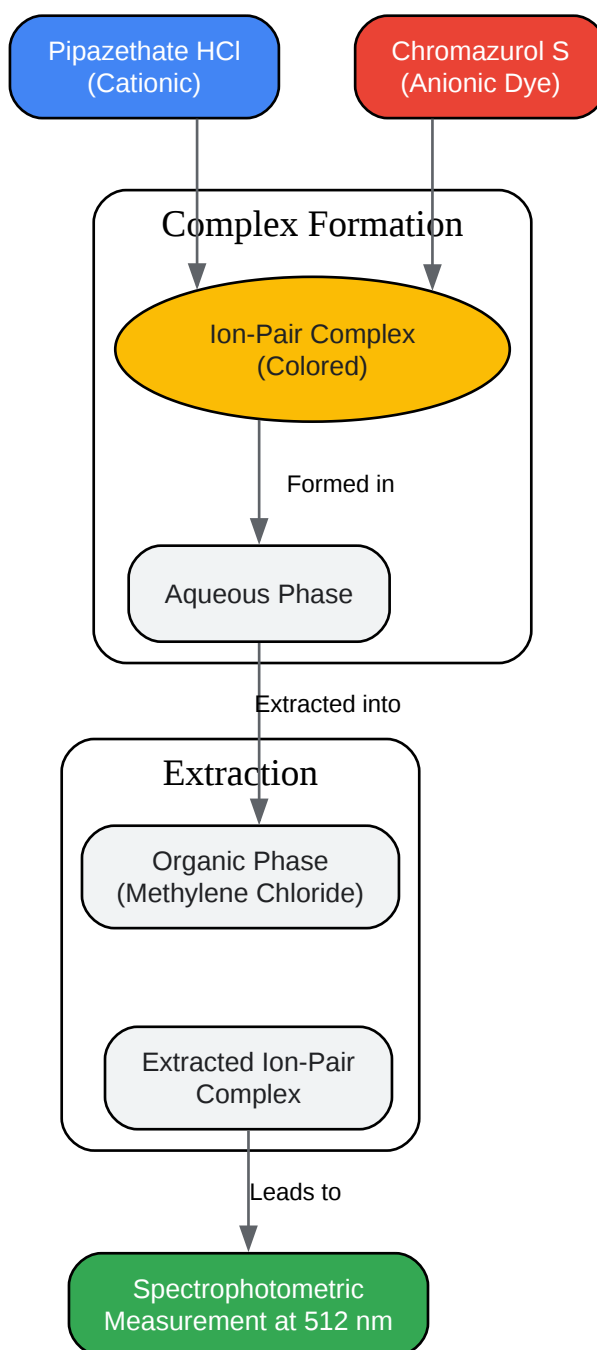 Pipazethate HCl
(Cationic)
Chromazurol S
(Anionic Dye)
Complex Formation
Ion-Pair Complex
(Colored)
Formed in
Aqueous Phase
Extracted into
Extraction
Organic Phase
(Methylene Chloride)
Extracted Ion-Pair
Complex
Leads to
Spectrophotometric
Measurement at 512 nm